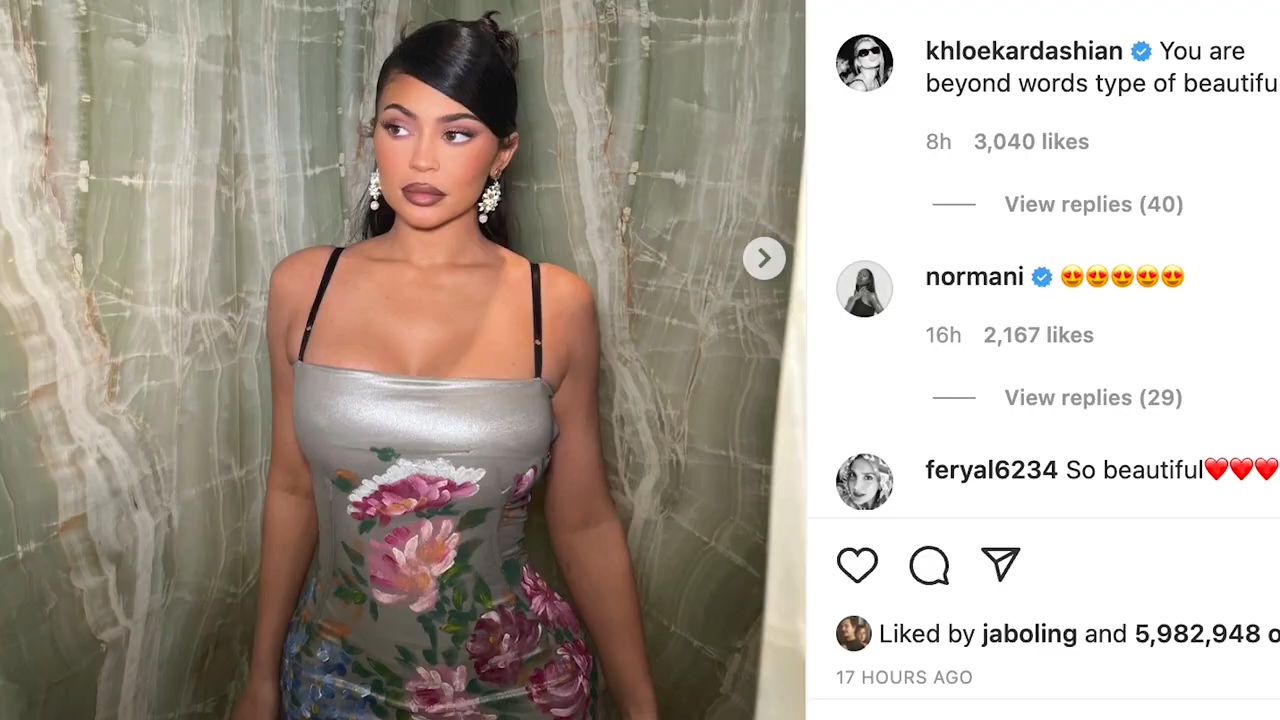 khloekardashian You are
beyond words type of beautifu
8h 3,040 likes
View replies (40)
normani 😍😍😍😍😍
16h 2,167 likes
View replies (29)
feryal6234 So beautiful❤️❤️❤️
Liked by jaboling and 5,982,948 o
17 HOURS AGO